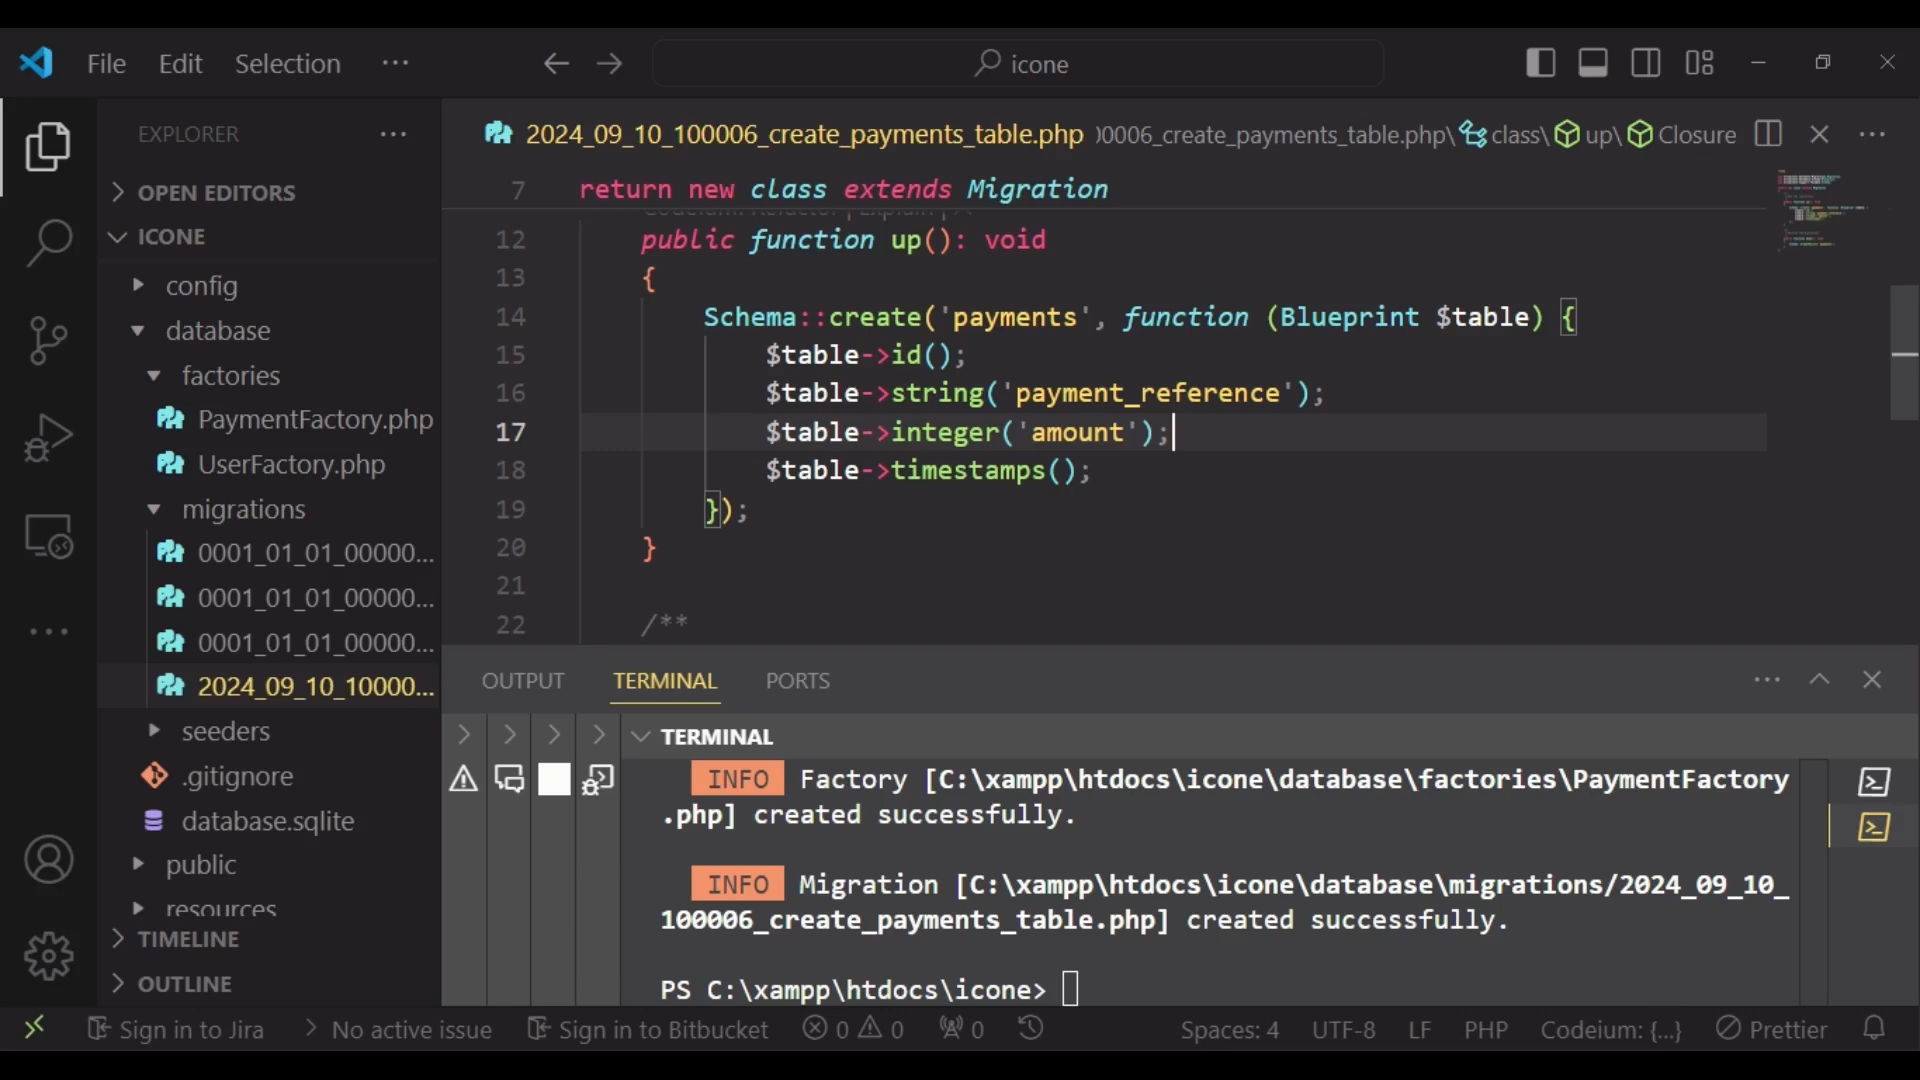 File Edit Selection ···
icone
EXPLORER
OPEN EDITORS
ICONE
config
database
factories
PaymentFactory.php
UserFactory.php
migrations
0001_01_01_00000...
0001_01_01_00000...
0001_01_01_00000...
2024_09_10_10000...
seeders
.gitignore
database.sqlite
public
resources
TIMELINE
OUTLINE
2024_09_10_100006_create_payments_table.php
00006_create_payments_table.php\ class\ up\ Closure
7 return new class extends Migration
12 public function up(): void
13 {
14 Schema::create('payments', function (Blueprint $table) {
15 $table->id();
16 $table->string('payment_reference');
17 $table->integer('amount');
18 $table->timestamps();
19 });
20 }
21
22 /**
OUTPUT TERMINAL PORTS
TERMINAL
INFO Factory [C:\xampp\htdocs\icone\database\factories\PaymentFactory
.php] created successfully.
INFO Migration [C:\xampp\htdocs\icone\database\migrations/2024_09_10_
100006_create_payments_table.php] created successfully.
PS C:\xampp\htdocs\icone>
Sign in to Jira No active issue Sign in to Bitbucket 0 0 0 Spaces: 4 UTF-8 LF PHP Codeium: {...} Prettier